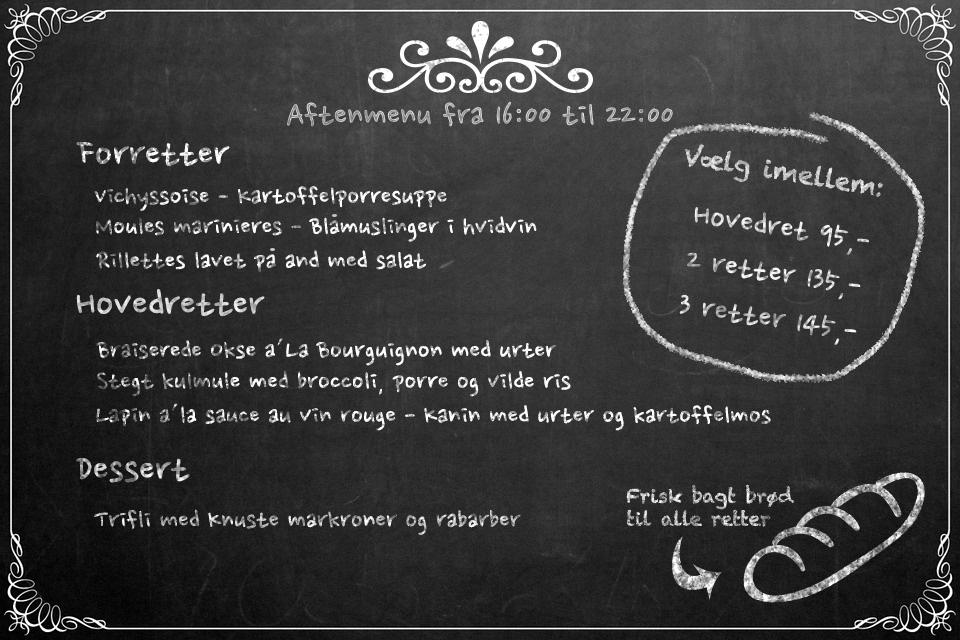 Aftenmenu fra 16:00 til 22:00
Forretter
Vichyssoise - Kartoffelporresuppe
Moules marinieres - Blåmuslinger i hvidvin
Rillettes lavet på and med salat
Hovedretter
Braiserede Okse a´La Bourguignon med urter
Stegt kulmule med broccoli, porre og vilde ris
Lapin a´la sauce au vin rouge - Kanin med urter og kartoffelmos
Dessert
Trifli med Knuste markroner og rabarber
Vælg imellem:
Hovedret 95,-
2 retter 135,-
3 retter 145,-
Frisk bagt brød
til alle retter